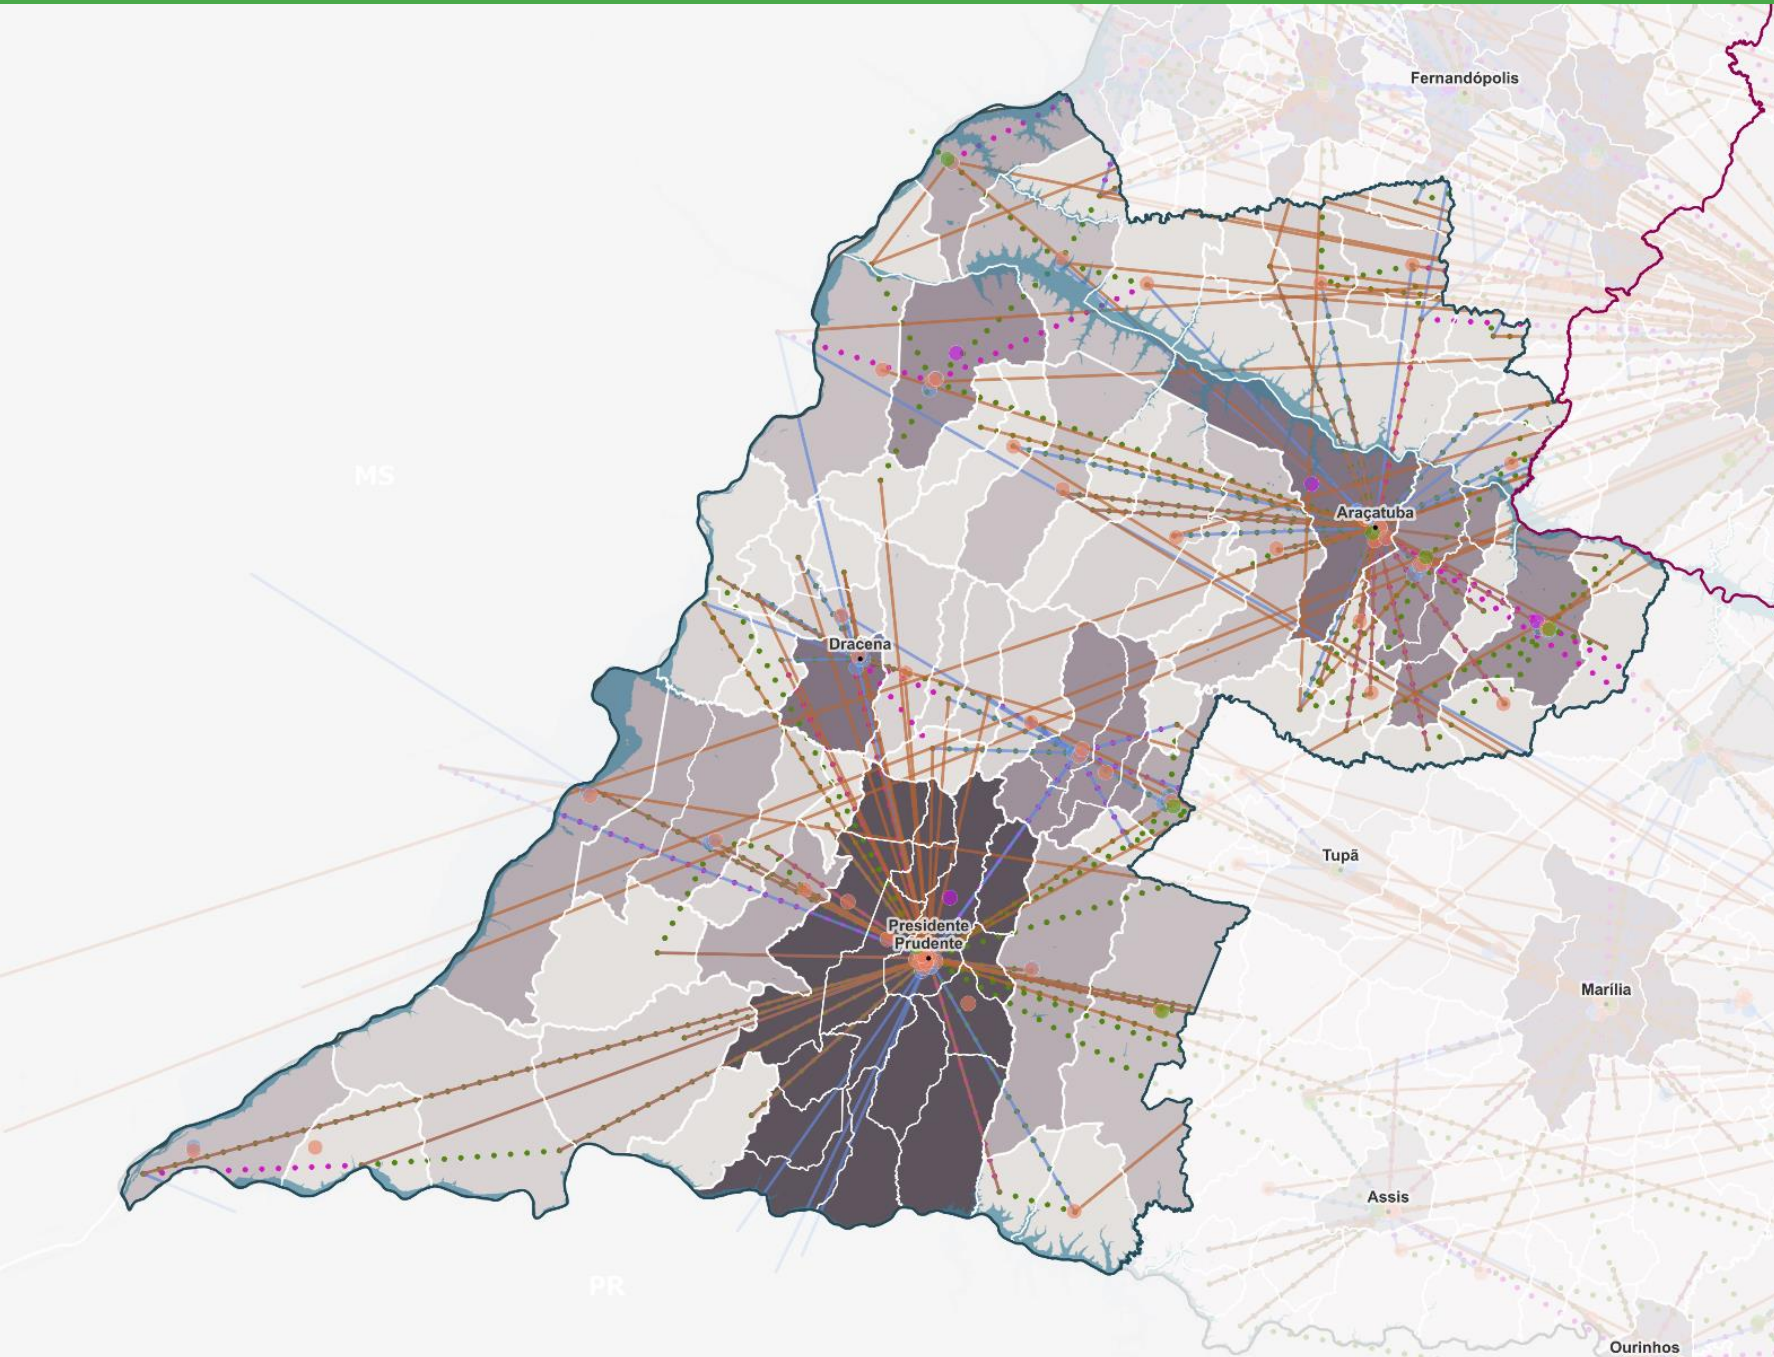 Fernandópolis
MS
Araçatuba
Dracena
Tupã
Presidente
Prudente
Marília
Assis
PR
Ourinhos